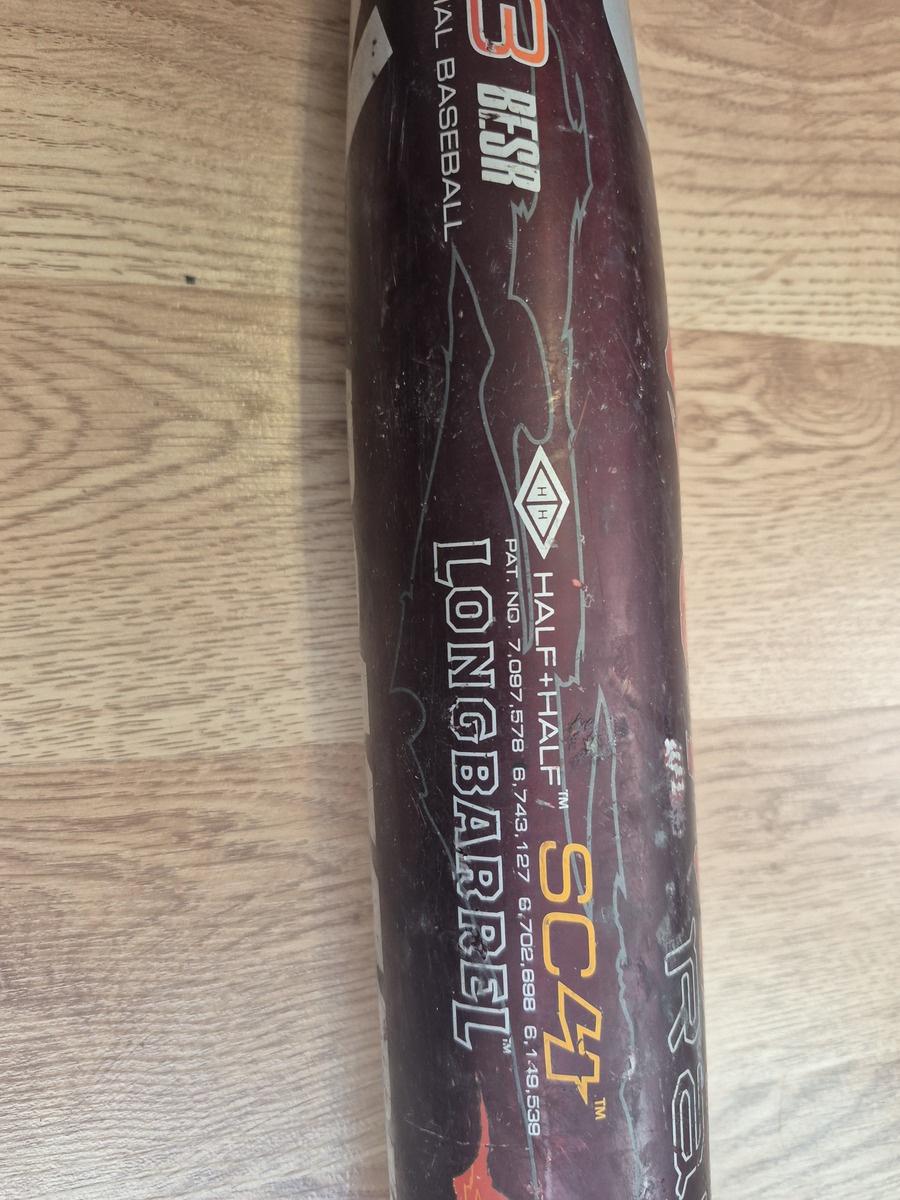 3
BESR
BASEBALL
H H
HALF+HALF™ SC4™
PAT. NO. 7,097,578 6,743,127 6,702,698 6,149,539
LONGBARREL™